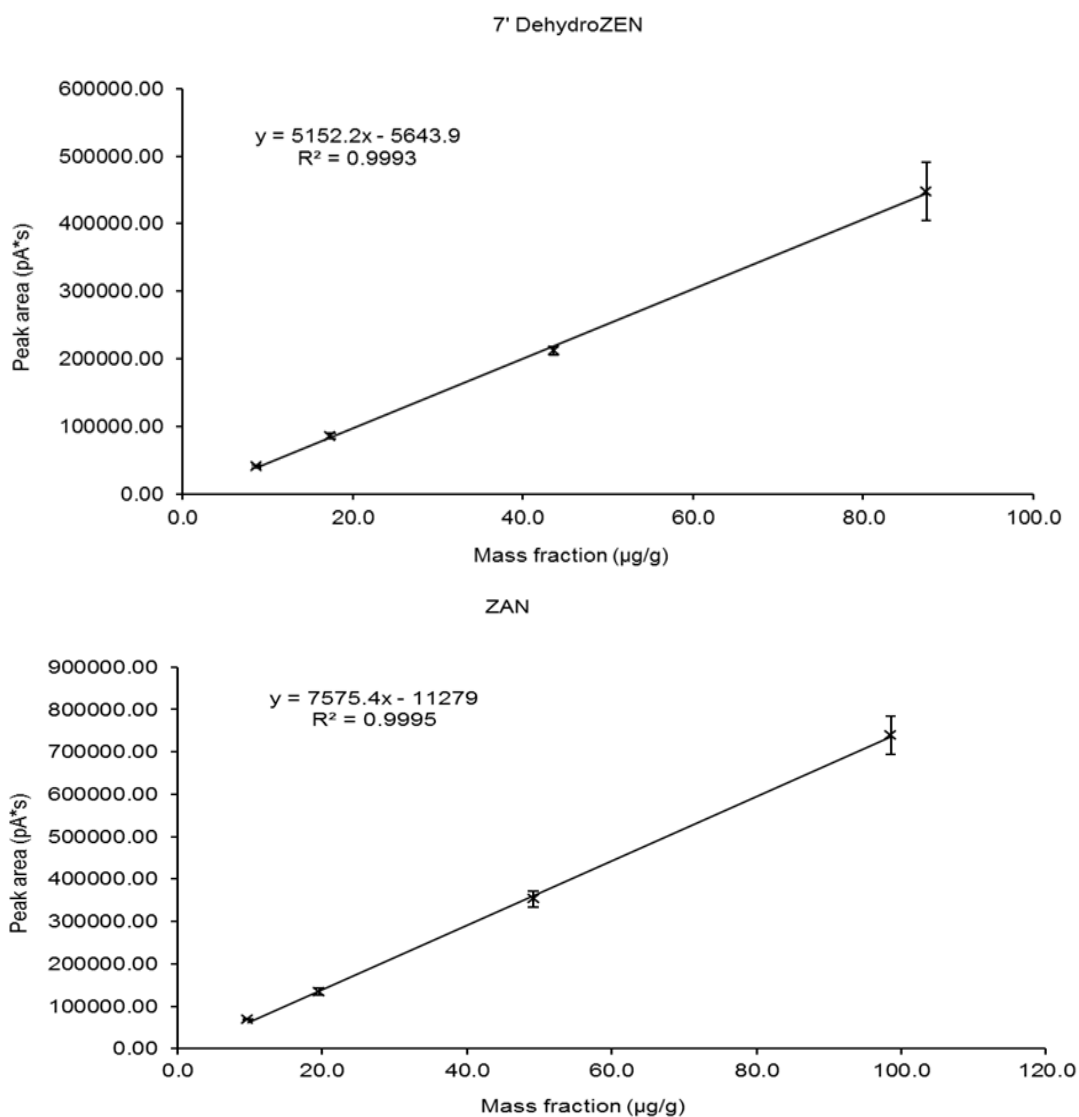 7' DehydroZEN
600000.00
500000.00
400000.00
300000.00
200000.00
100000.00
0.00
y = 5152.2x - 5643.9
R² = 0.9993
Peak area (pA*s)
0.0 20.0 40.0 60.0 80.0 100.0
Mass fraction (µg/g)
ZAN
900000.00
800000.00
700000.00
600000.00
500000.00
400000.00
300000.00
200000.00
100000.00
0.00
y = 7575.4x - 11279
R² = 0.9995
Peak area (pA*s)
0.0 20.0 40.0 60.0 80.0 100.0 120.0
Mass fraction (µg/g)